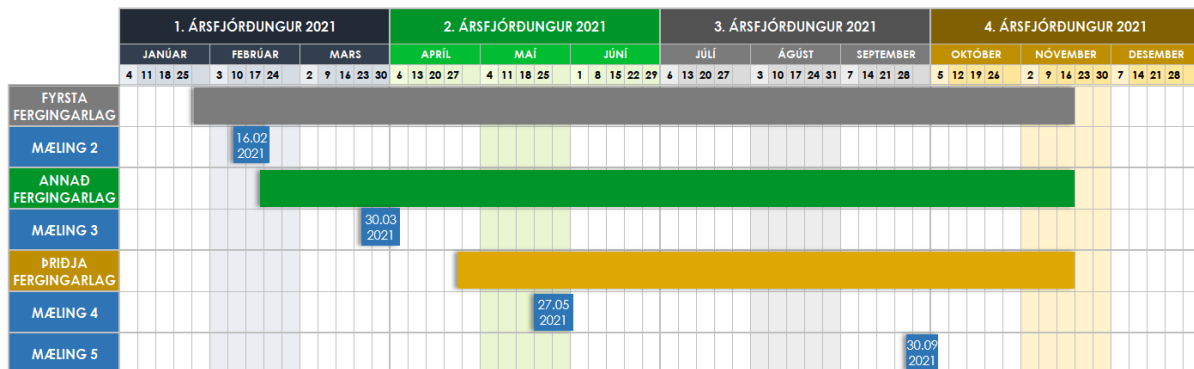 1. ÁRSFJÓRÐUNGUR 2021 2. ÁRSFJÓRÐUNGUR 2021 3. ÁRSFJÓRÐUNGUR 2021 4. ÁRSFJÓRÐUNGUR 2021
JANÚAR FEBRÚAR MARS APRÍL MAÍ JÚNÍ JÚLÍ ÁGÚST SEPTEMBER OKTÓBER NÓVEMBER DESEMBER
4 11 18 25 3 10 17 24 2 9 16 23 30 6 13 20 27 4 11 18 25 1 8 15 22 29 6 13 20 27 3 10 17 24 31 7 14 21 28 5 12 19 26 2 9 16 23 30 7 14 21 28
FYRSTA
FERGINGARLAG
MÆLING 2
16.02
2021
ANNAÐ
FERGINGARLAG
MÆLING 3
30.03
2021
ÞRIÐJA
FERGINGARLAG
MÆLING 4
27.05
2021
MÆLING 5
30.09
2021